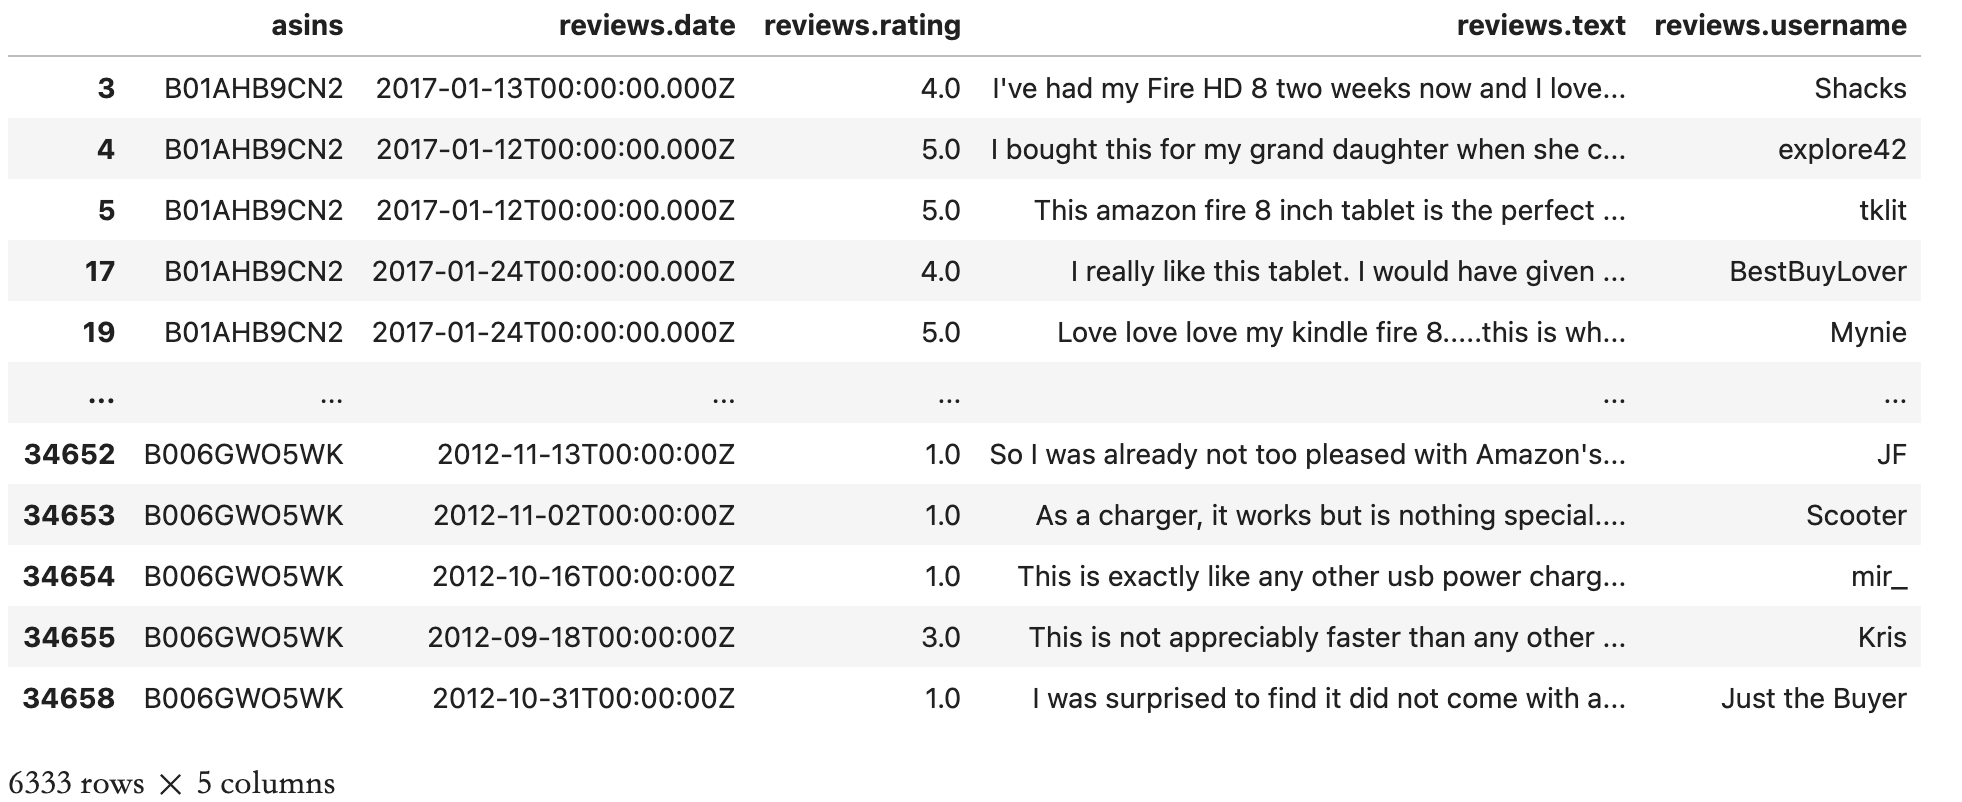 asins reviews.date reviews.rating reviews.text reviews.username
3 B01AHB9CN2 2017-01-13T00:00:00.000Z 4.0 I've had my Fire HD 8 two weeks now and I love... Shacks
4 B01AHB9CN2 2017-01-12T00:00:00.000Z 5.0 I bought this for my grand daughter when she c... explore42
5 B01AHB9CN2 2017-01-12T00:00:00.000Z 5.0 This amazon fire 8 inch tablet is the perfect ... tklit
17 B01AHB9CN2 2017-01-24T00:00:00.000Z 4.0 I really like this tablet. I would have given ... BestBuyLover
19 B01AHB9CN2 2017-01-24T00:00:00.000Z 5.0 Love love love my kindle fire 8.....this is wh... Mynie
... ... ... ... ... ...
34652 B006GWO5WK 2012-11-13T00:00:00Z 1.0 So I was already not too pleased with Amazon's... JF
34653 B006GWO5WK 2012-11-02T00:00:00Z 1.0 As a charger, it works but is nothing special.... Scooter
34654 B006GWO5WK 2012-10-16T00:00:00Z 1.0 This is exactly like any other usb power charg... mir_
34655 B006GWO5WK 2012-09-18T00:00:00Z 3.0 This is not appreciably faster than any other ... Kris
34658 B006GWO5WK 2012-10-31T00:00:00Z 1.0 I was surprised to find it did not come with a... Just the Buyer
6333 rows × 5 columns